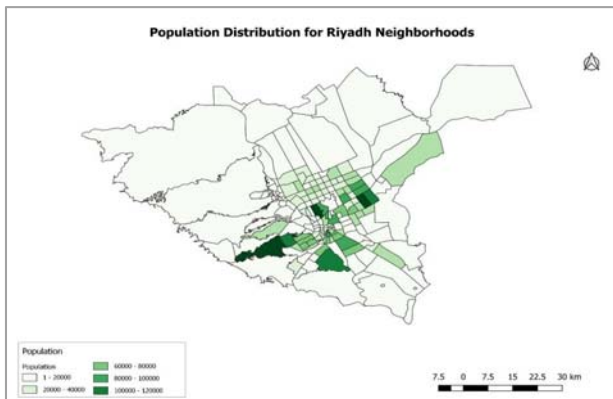 Population Distribution for Riyadh Neighborhoods
Population
Population
1 - 20000
20000 - 40000
60000 - 80000
80000 - 100000
100000 - 120000
7.5 0 7.5 15 22.5 30 km